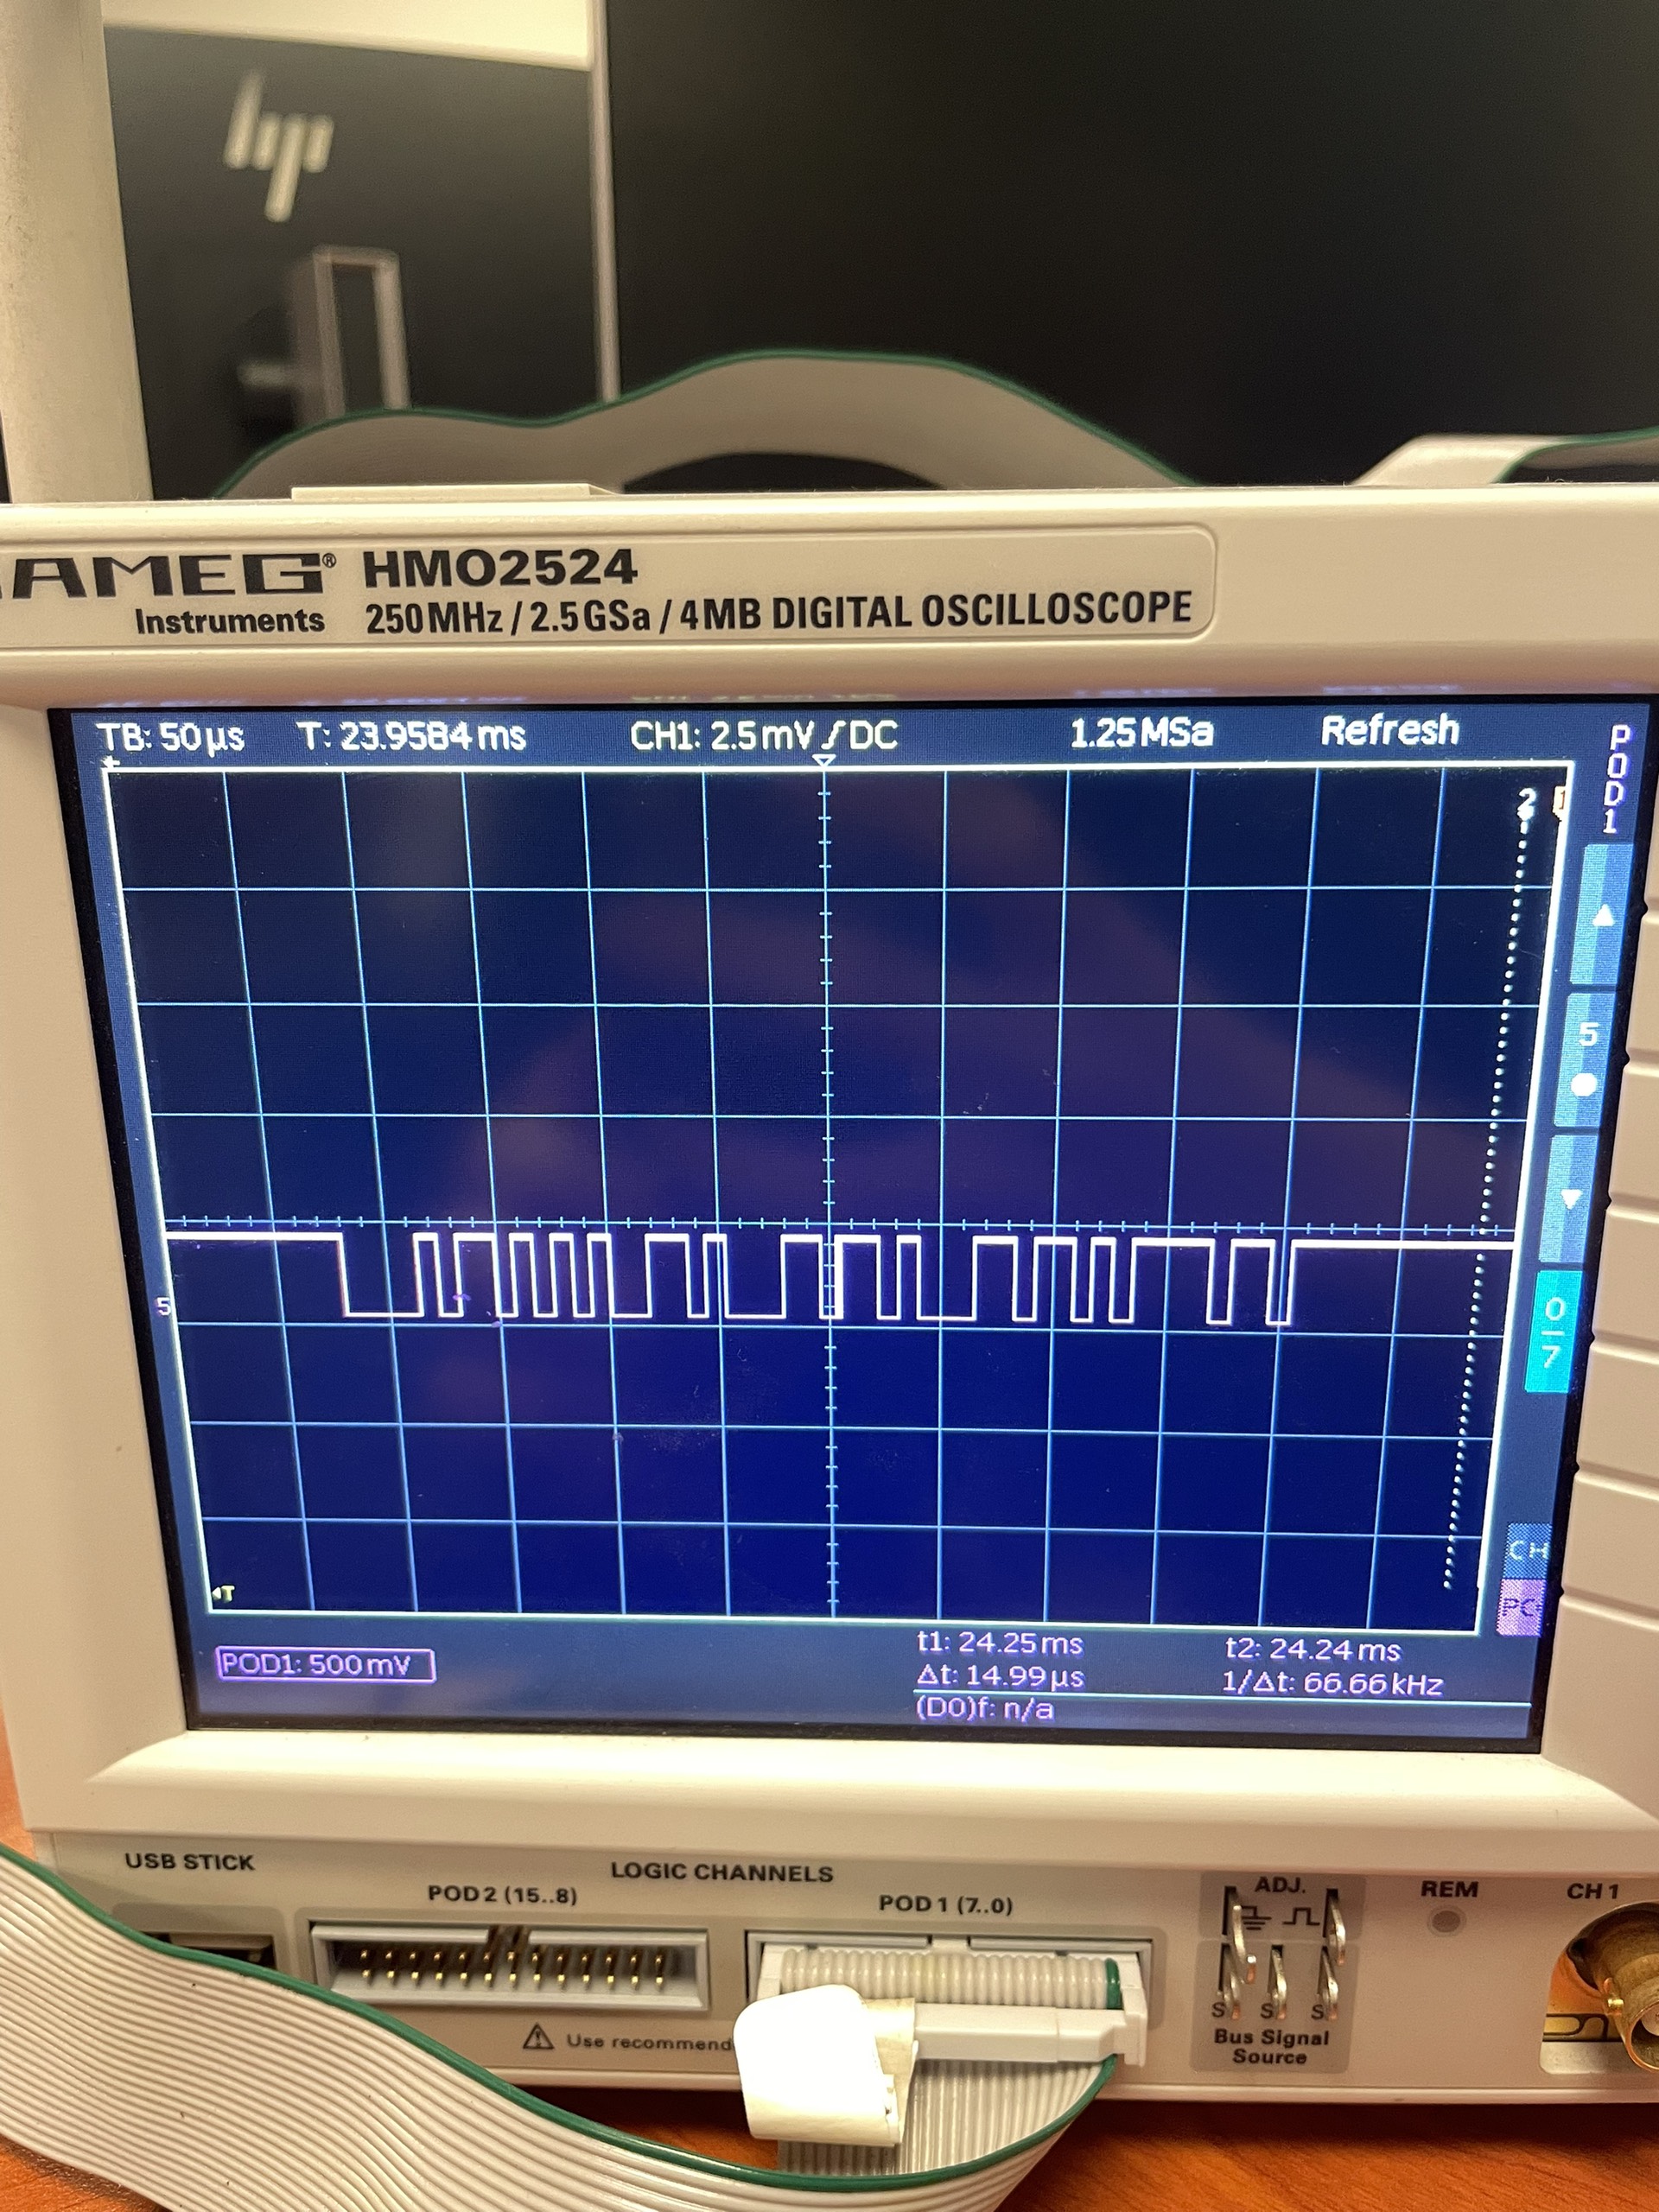 hp
AMEG® HMO2524
Instruments 250MHz / 2.5GSa / 4MB DIGITAL OSCILLOSCOPE
TB: 50µs T: 23.9584ms CH1: 2.5mV DC 1.25MSa Refresh
POD1
2
5
5
0
7
T
CH
POD1: 500mV
t1: 24.25ms t2: 24.24ms
Δt: 14.99µs 1/Δt: 66.66kHz
(D0)f: n/a
USB STICK
LOGIC CHANNELS
POD 2 (15..8)
POD 1 (7..0)
ADJ.
REM
CH 1
S S S
Use recommend
Bus Signal
Source